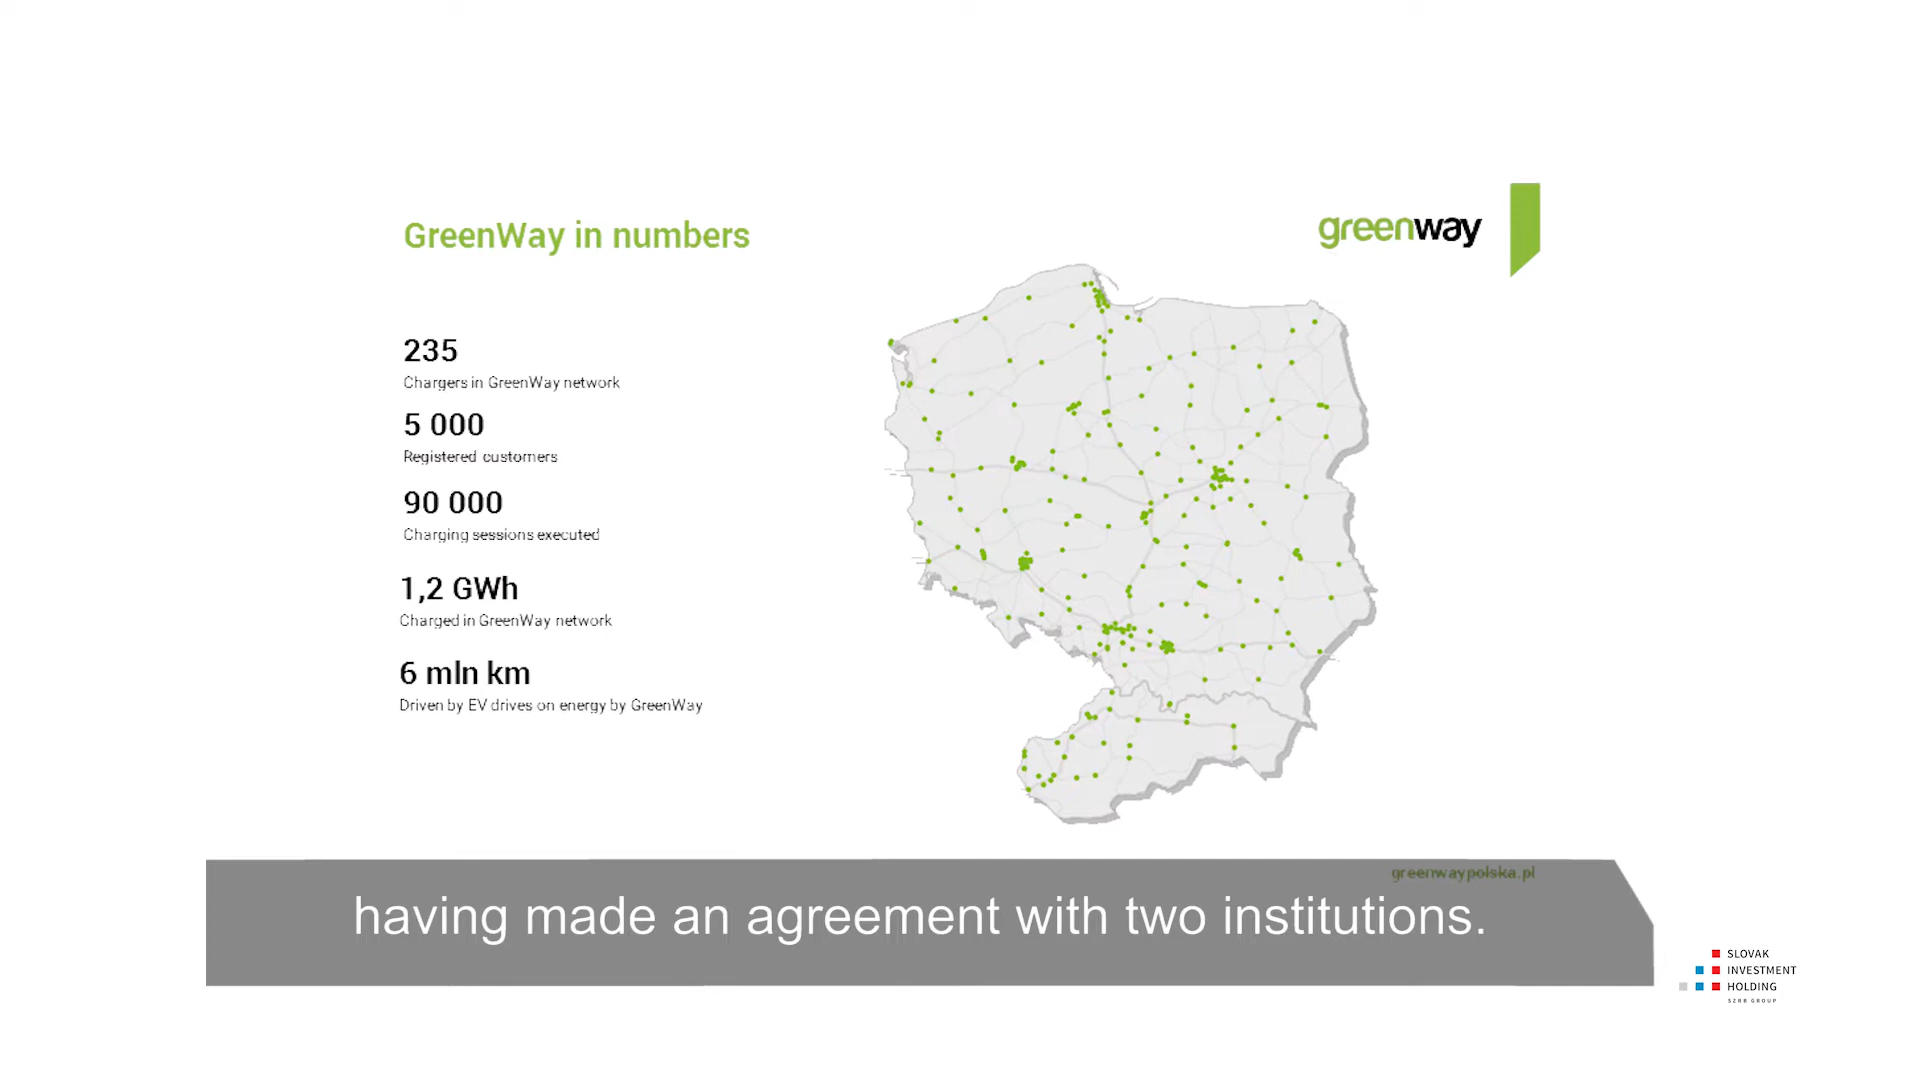 GreenWay in numbers
greenway
235
Chargers in GreenWay network
5 000
Registered customers
90 000
Charging sessions executed
1,2 GWh
Charged in GreenWay network
6 mln km
Driven by EV drives on energy by GreenWay
greenwaypolska.pl
having made an agreement with two institutions.
SLOVAK
INVESTMENT
HOLDING
SZRB GROUP